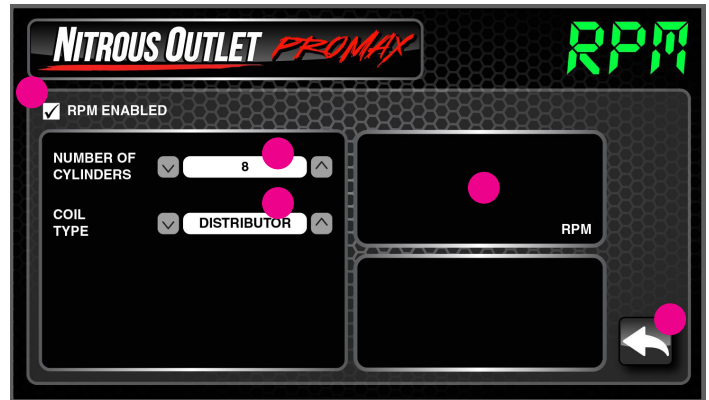 NITROUS OUTLET PROMAX
RPM
RPM ENABLED
NUMBER OF
CYLINDERS
8
COIL
TYPE
DISTRIBUTOR
RPM